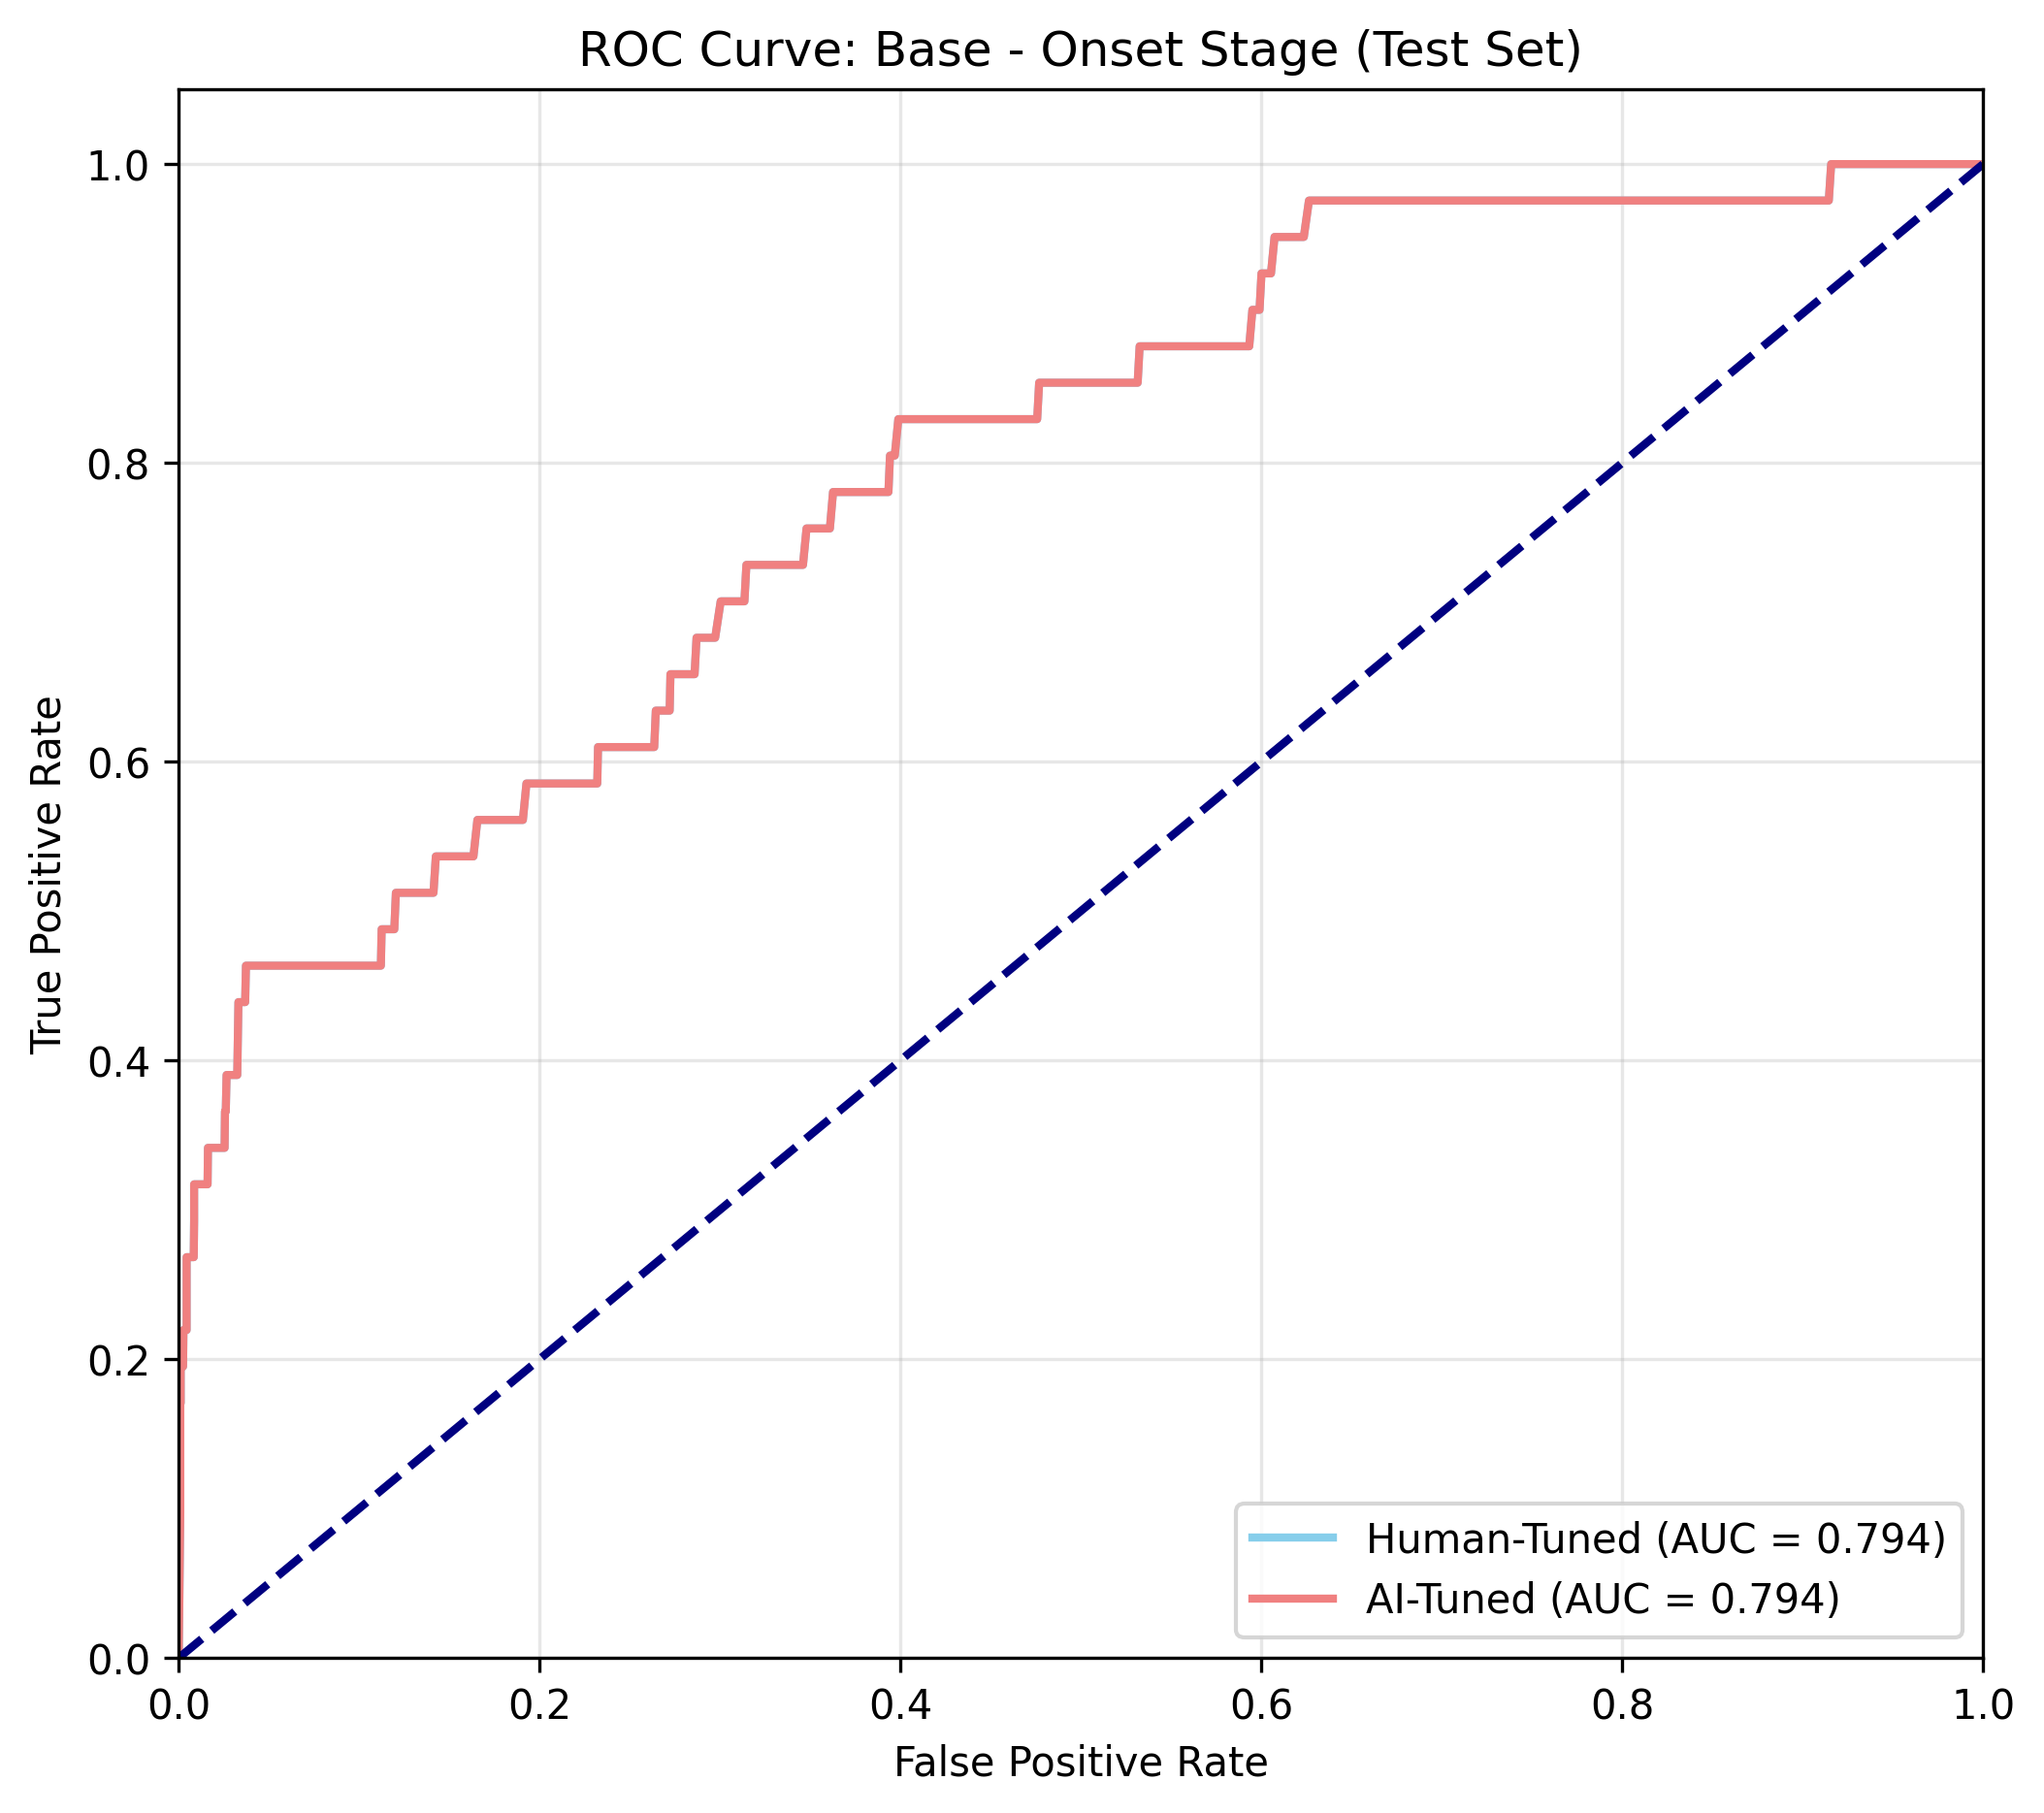 ROC Curve: Base - Onset Stage (Test Set)
1.0
0.8
0.6
0.4
0.2
0.0
True Positive Rate
0.0 0.2 0.4 0.6 0.8 1.0
False Positive Rate
Human-Tuned (AUC = 0.794)
AI-Tuned (AUC = 0.794)